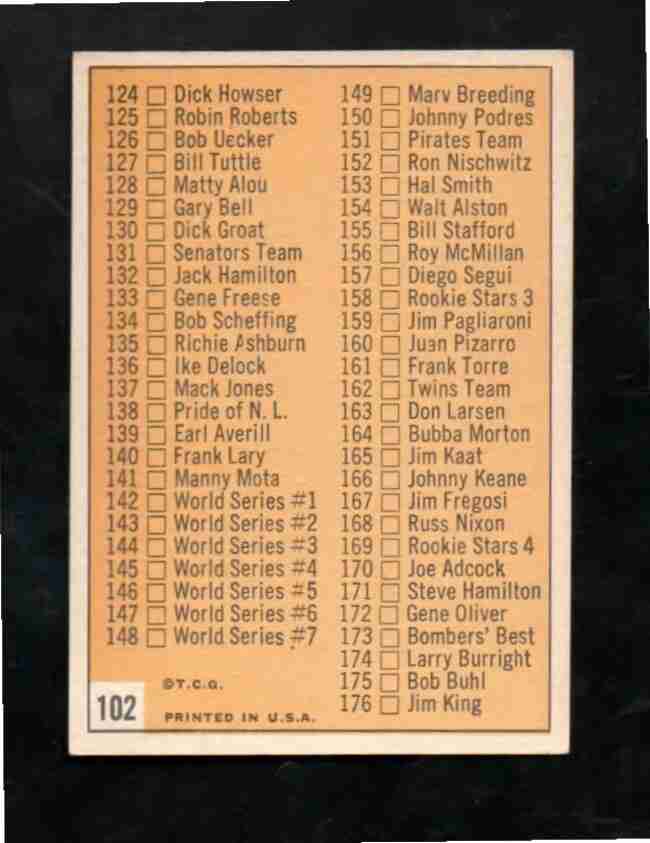 124 Dick Howser
125 Robin Roberts
126 Bob Uecker
127 Bill Tuttle
128 Matty Alou
129 Gary Bell
130 Dick Groat
131 Senators Team
132 Jack Hamilton
133 Gene Freese
134 Bob Scheffing
135 Richie Ashburn
136 Ike Delock
137 Mack Jones
138 Pride of N. L.
139 Earl Averill
140 Frank Lary
141 Manny Mota
142 World Series #1
143 World Series #2
144 World Series #3
145 World Series #4
146 World Series #5
147 World Series #6
148 World Series #7
©T.C.G.
102
PRINTED IN U.S.A.
149 Marv Breeding
150 Johnny Podres
151 Pirates Team
152 Ron Nischwitz
153 Hal Smith
154 Walt Alston
155 Bill Stafford
156 Roy McMillan
157 Diego Segui
158 Rookie Stars 3
159 Jim Pagliaroni
160 Juan Pizarro
161 Frank Torre
162 Twins Team
163 Don Larsen
164 Bubba Morton
165 Jim Kaat
166 Johnny Keane
167 Jim Fregosi
168 Russ Nixon
169 Rookie Stars 4
170 Joe Adcock
171 Steve Hamilton
172 Gene Oliver
173 Bombers' Best
174 Larry Burright
175 Bob Buhl
176 Jim King